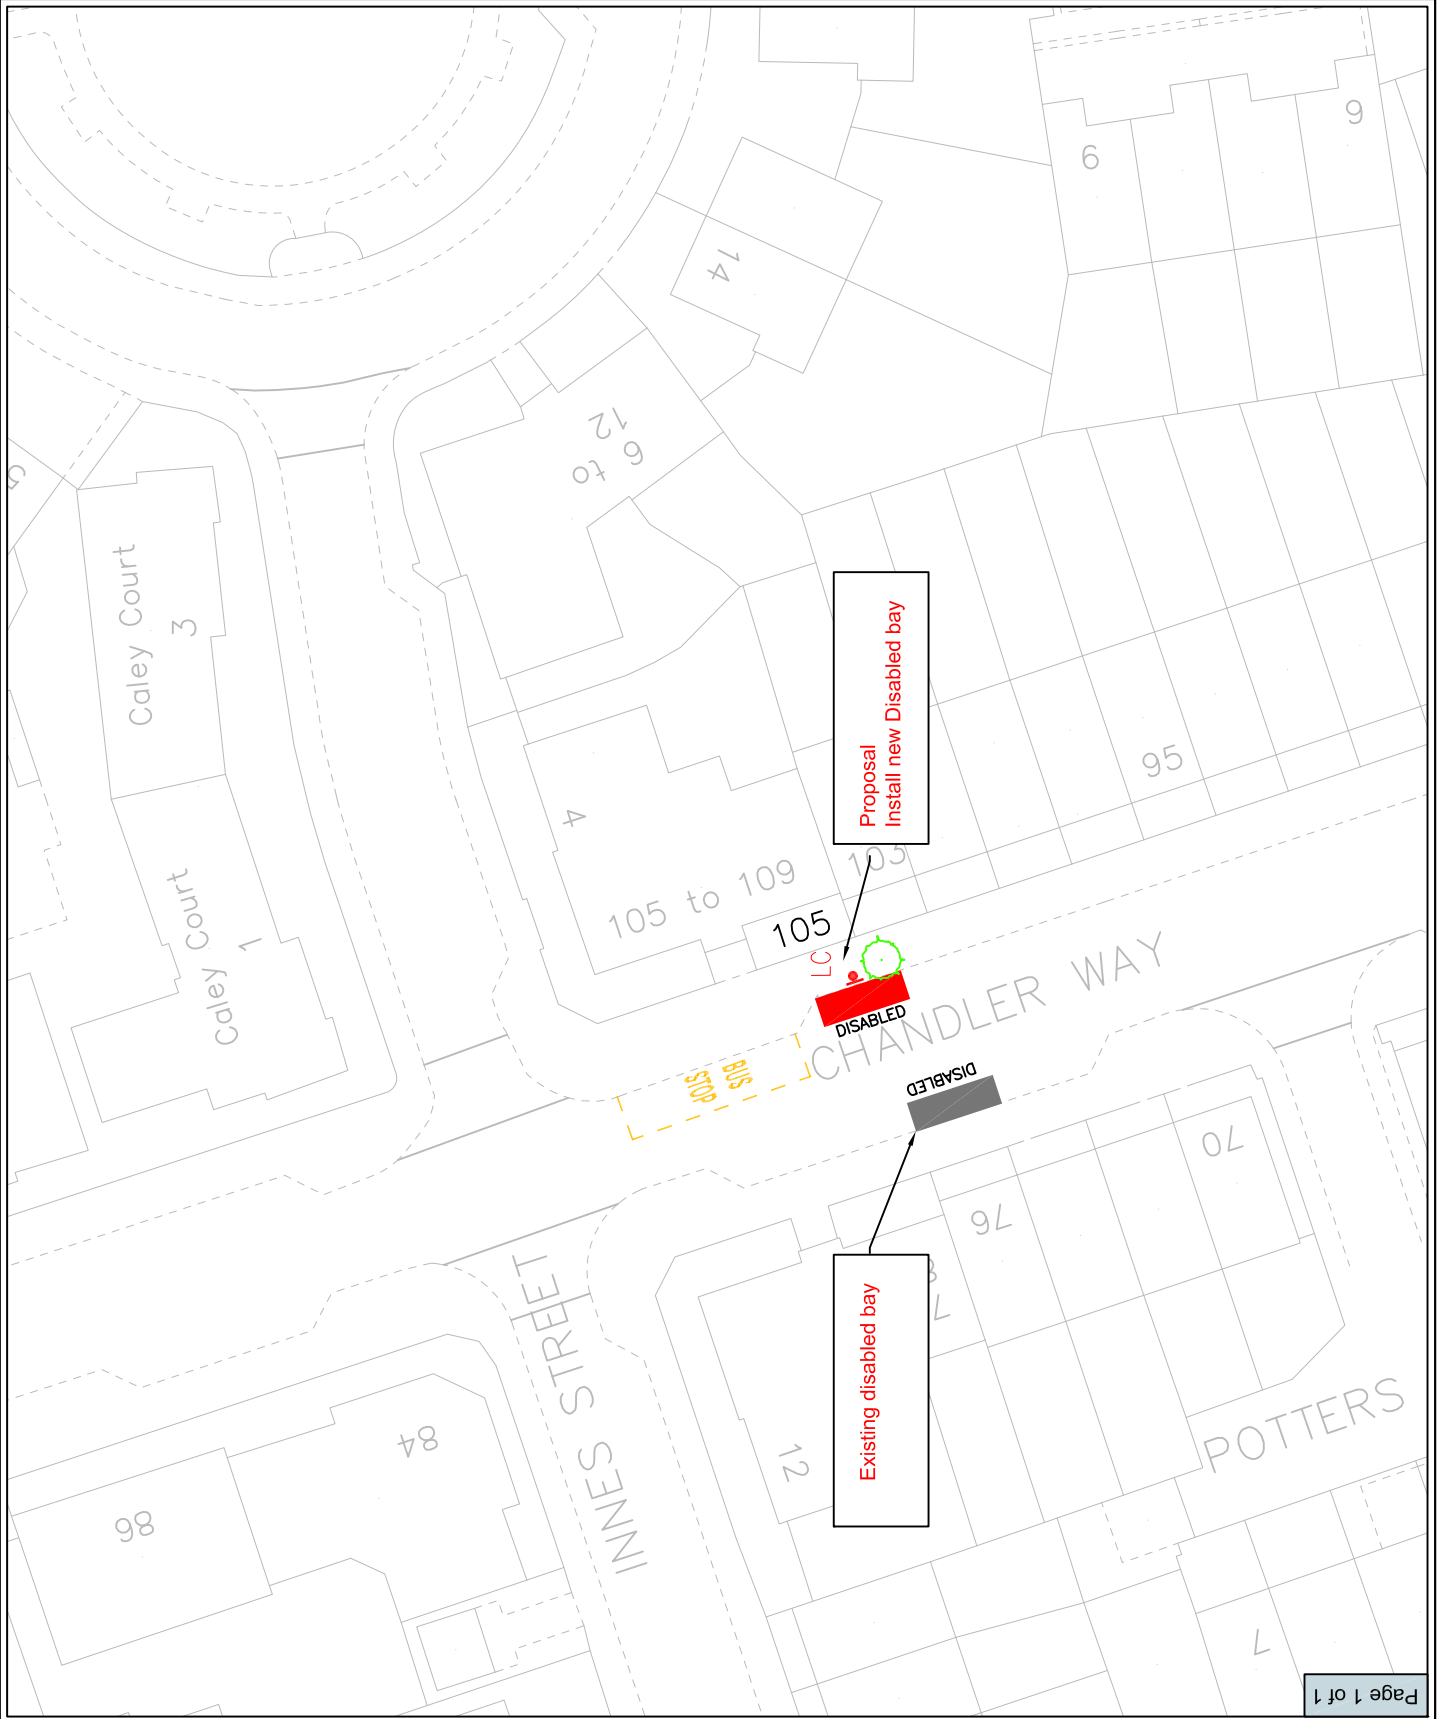 14
6 to
12
5
Caley Court
3
Caley Court
1
4
105 to 109
103
95
105
LC
Proposal
Install new Disabled bay
DISABLED
CHANDLER WAY
BUS
STOP
DISABLED
Existing disabled bay
70
76
78
INNES STREET
12
84
86
POTTERS
7
Page 1 of 1